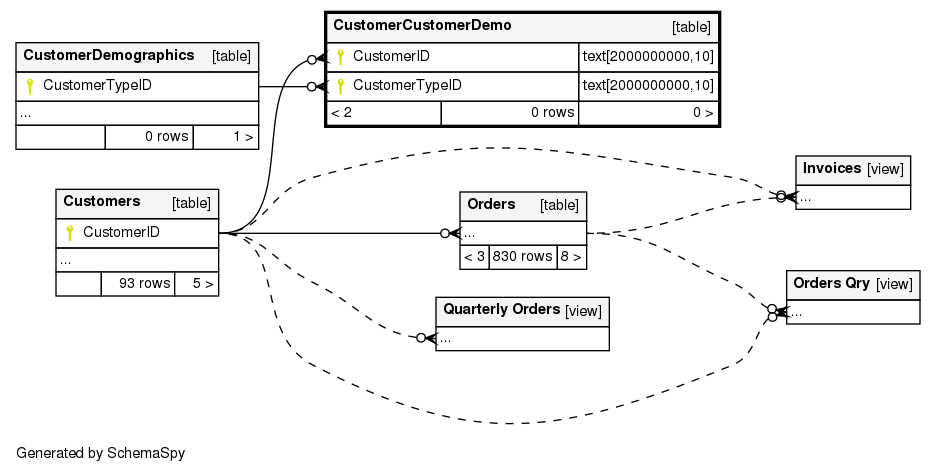 CustomerCustomerDemo [table]
CustomerID text[2000000000,10]
CustomerTypeID text[2000000000,10]
< 2 0 rows 0 >
CustomerDemographics [table]
CustomerTypeID
...
0 rows 1 >
Customers [table]
CustomerID
...
93 rows 5 >
Orders [table]
...
< 3 830 rows 8 >
Invoices [view]
...
Quarterly Orders [view]
...
Orders Qry [view]
...
Generated by SchemaSpy